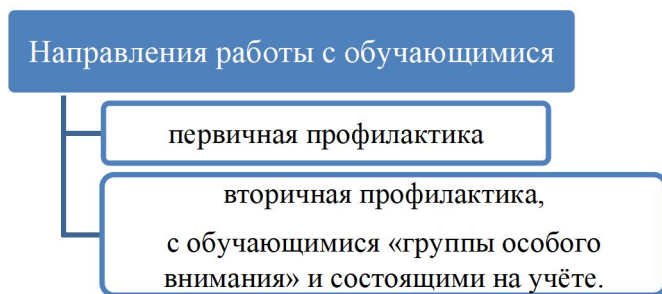 Направления работы с обучающимися
первичная профилактика
вторичная профилактика,
с обучающимися «группы особого
внимания» и состоящими на учёте.